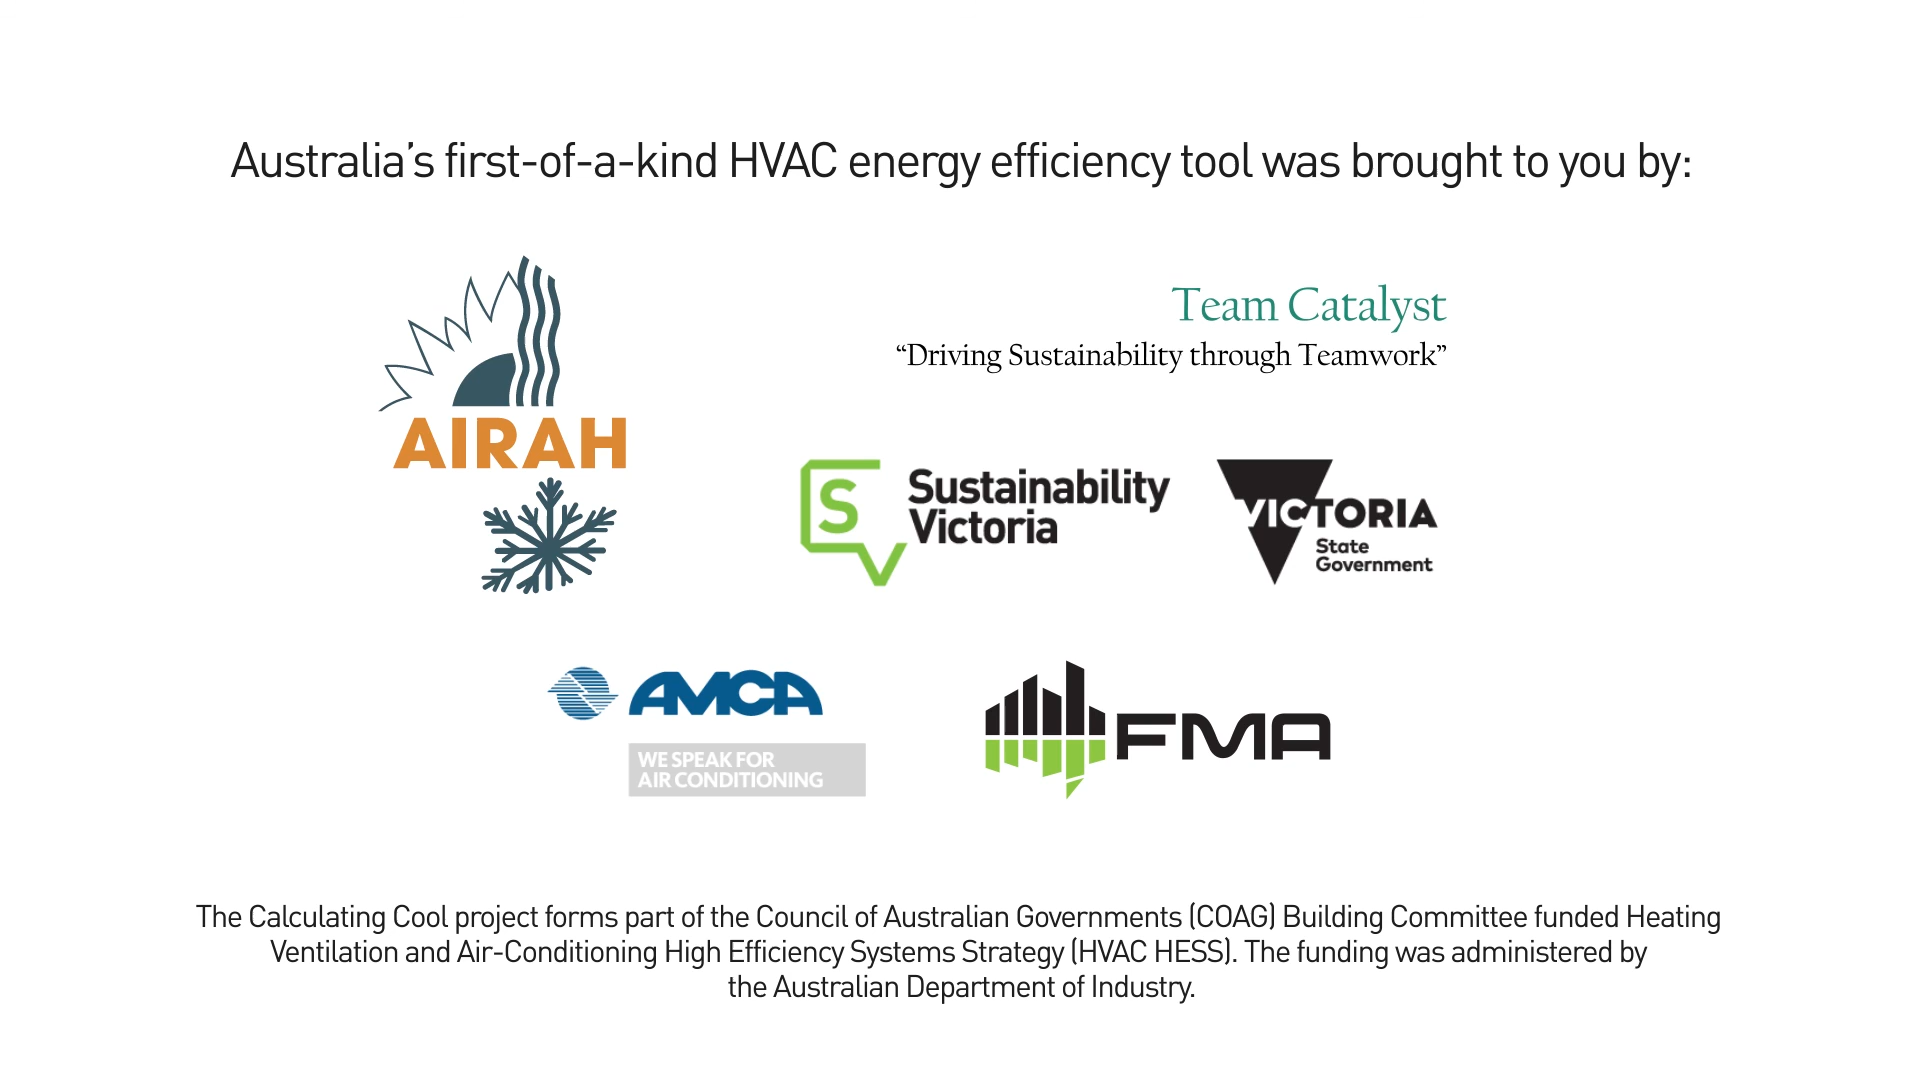 Australia’s first-of-a-kind HVAC energy efficiency tool was brought to you by:
AIRAH
Team Catalyst
“Driving Sustainability through Teamwork”
S
V
Sustainability
Victoria
VICTORIA
State
Government
AMCA
WE SPEAK FOR
AIR CONDITIONING
FMA
The Calculating Cool project forms part of the Council of Australian Governments (COAG) Building Committee funded Heating
Ventilation and Air-Conditioning High Efficiency Systems Strategy (HVAC HESS). The funding was administered by
the Australian Department of Industry.